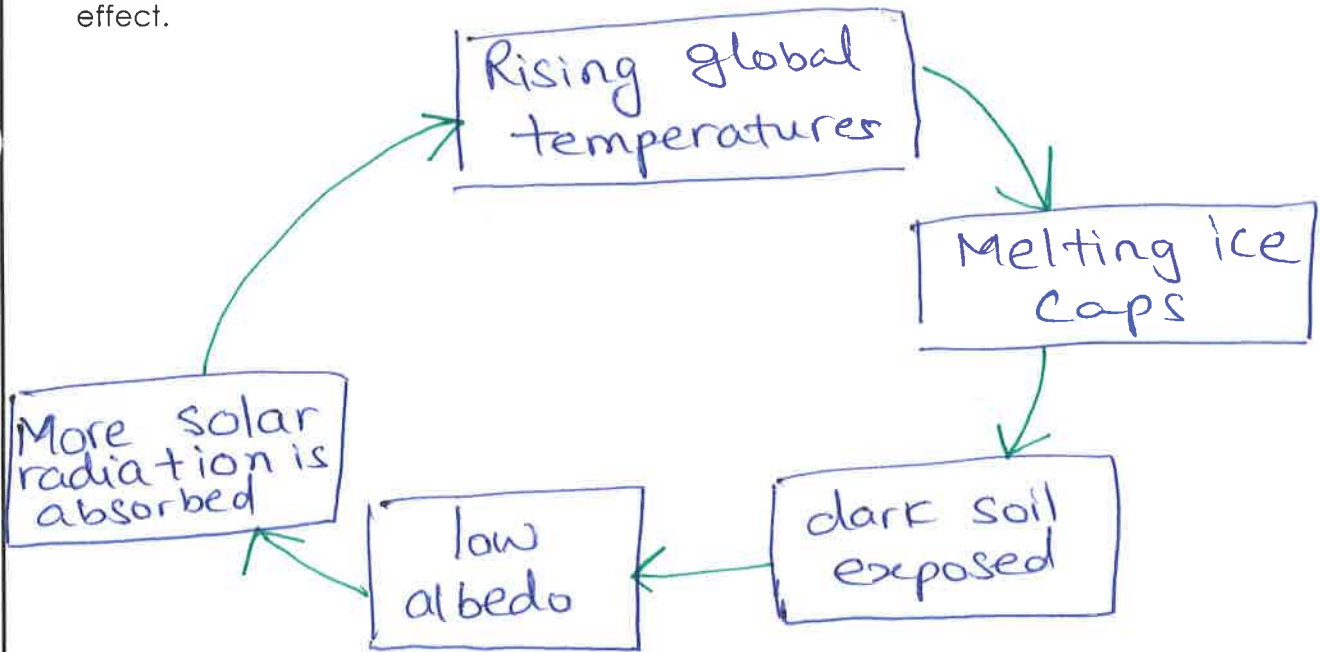 effect.
Rising global
temperatures
Melting ice
caps
dark soil
exposed
low
albedo
More solar
radiation is
absorbed